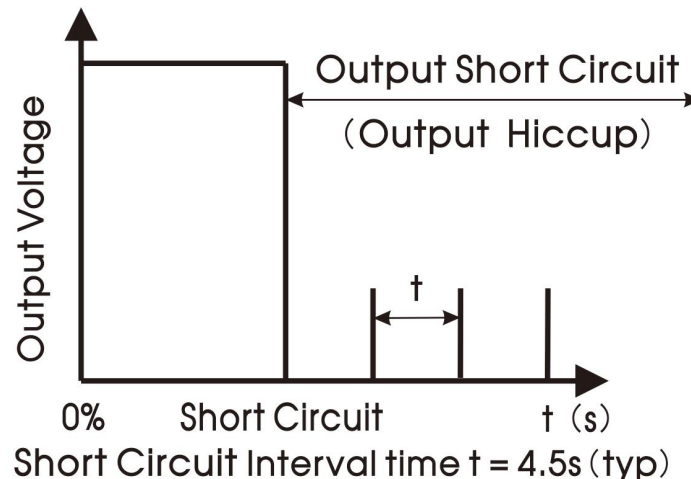 Output Voltage
Output Short Circuit
(Output Hiccup)
t
0%
Short Circuit
t (s)
Short Circuit Interval time t = 4.5s (typ)